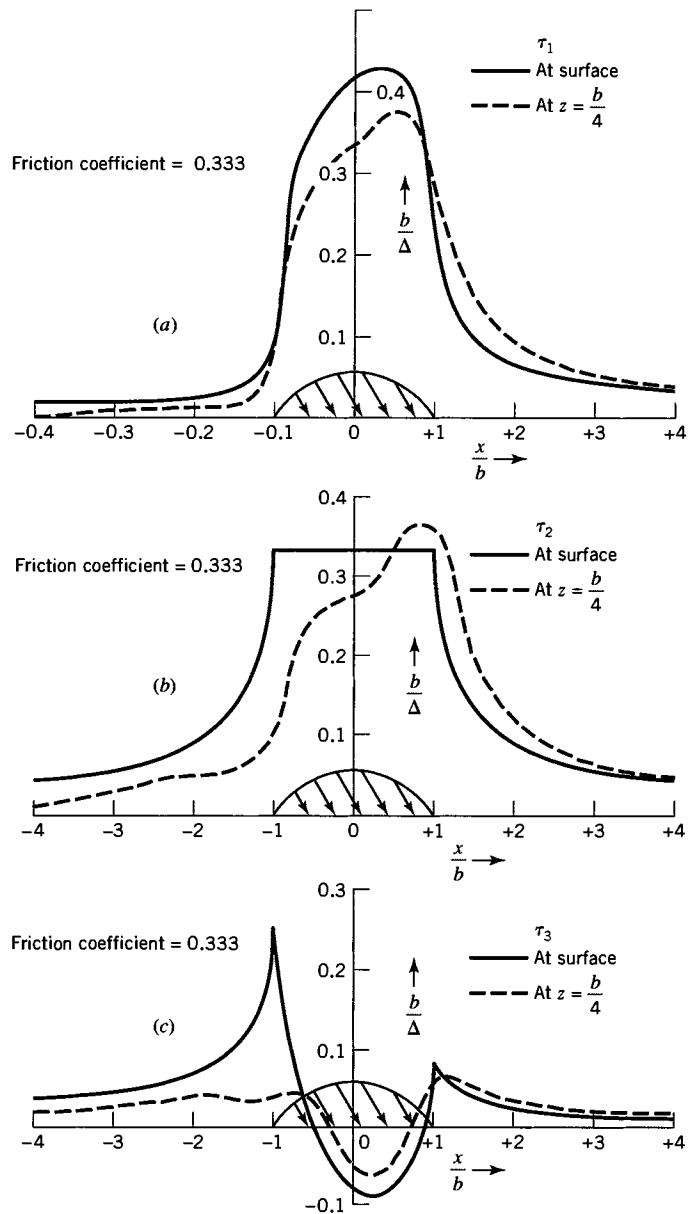 τ₁
At surface
At z = b/4
0.4
Friction coefficient = 0.333
0.3
b/Δ
0.2
(a)
0.1
−0.4 −0.3 −0.2 −0.1 0 +1 +2 +3 +4
x/b
0.4
τ₂
At surface
Friction coefficient = 0.333
0.3
At z = b/4
0.2
(b)
b/Δ
0.1
−4 −3 −2 −1 0 +1 +2 +3 +4
x/b
0.3
Friction coefficient = 0.333
τ₃
At surface
0.2
b/Δ
At z = b/4
(c)
0.1
−4 −3 −2 −1 0 +1 +2 +3 +4
x/b
−0.1